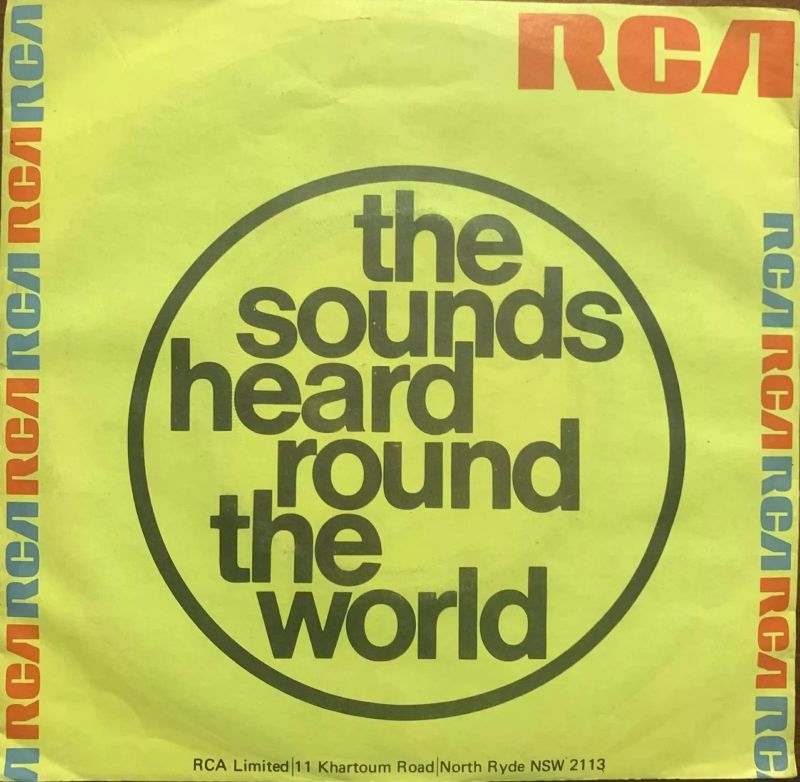 RCA
the
sounds
heard
round
the
world
A RCA RCA RCA RCA RCA RCA
RCA RCA RCA RCA RC
RCA Limited|11 Khartoum Road|North Ryde NSW 2113